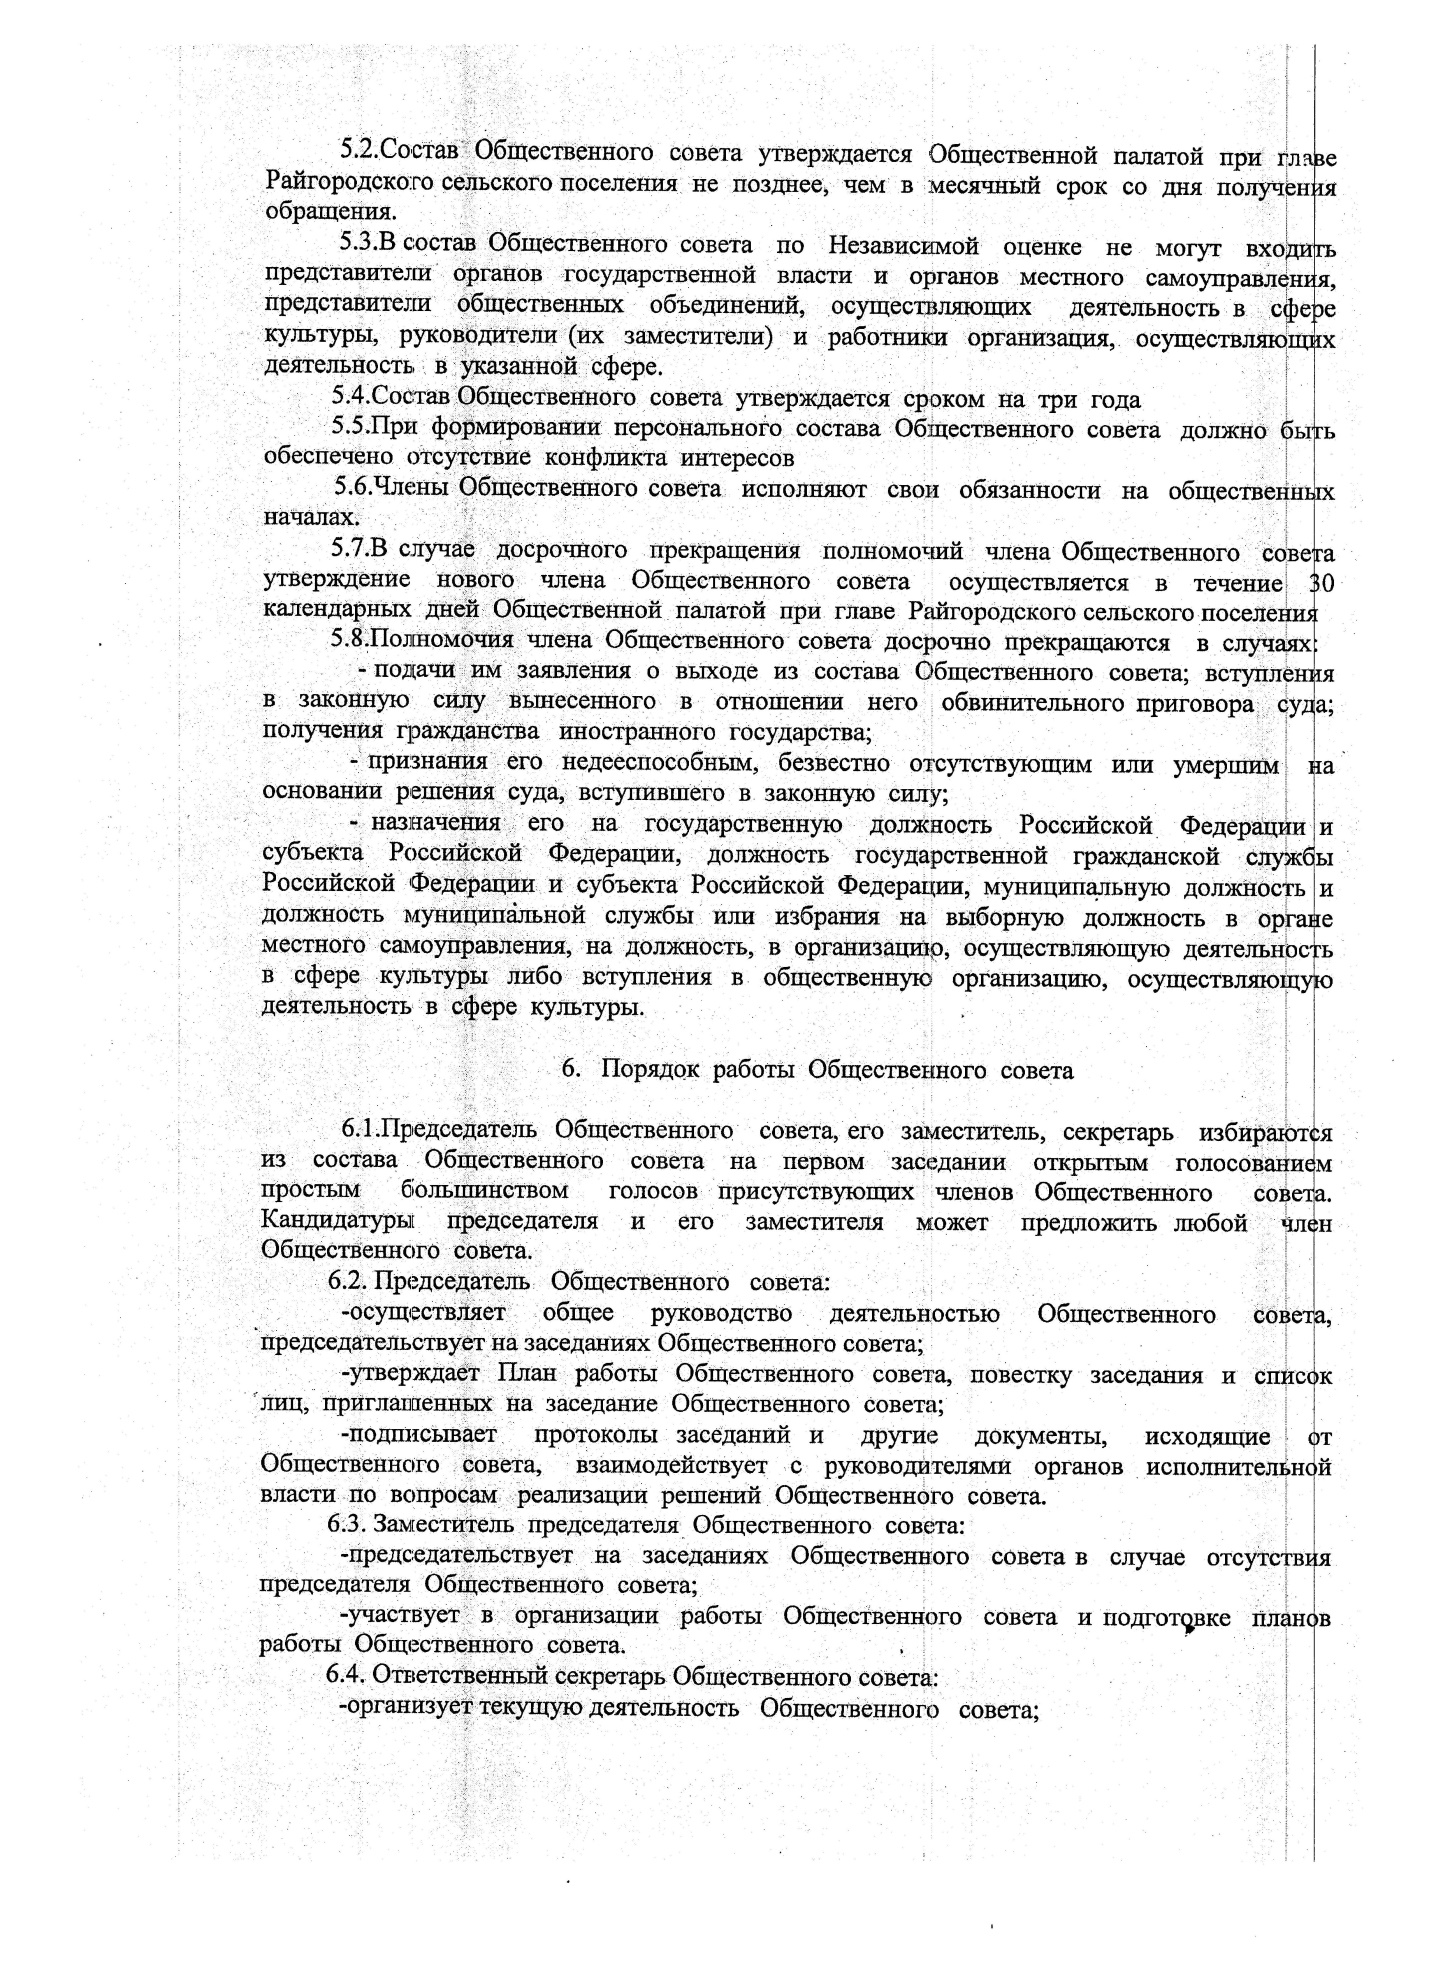 5.2.Состав Общественного совета утверждается Общественной палатой при главе
Райгородского сельского поселения не позднее, чем в месячный срок со дня получения
обращения.
5.3.В состав Общественного совета по Независимой оценке не могут входить
представители органов государственной власти и органов местного самоуправления,
представители общественных объединений, осуществляющих деятельность в сфере
культуры, руководители (их заместители) и работники организация, осуществляющих
деятельность в указанной сфере.
5.4.Состав Общественного совета утверждается сроком на три года
5.5.При формировании персонального состава Общественного совета должно быть
обеспечено отсутствие конфликта интересов
5.6.Члены Общественного совета исполняют свои обязанности на общественных
началах.
5.7.В случае досрочного прекращения полномочий члена Общественного совета
утверждение нового члена Общественного совета осуществляется в течение 30
календарных дней Общественной палатой при главе Райгородского сельского поселения
5.8.Полномочия члена Общественного совета досрочно прекращаются в случаях:
- подачи им заявления о выходе из состава Общественного совета; вступления
в законную силу вынесенного в отношении него обвинительного приговора суда;
получения гражданства иностранного государства;
- признания его недееспособным, безвестно отсутствующим или умершим на
основании решения суда, вступившего в законную силу;
- назначения его на государственную должность Российской Федерации и
субъекта Российской Федерации, должность государственной гражданской службы
Российской Федерации и субъекта Российской Федерации, муниципальную должность и
должность муниципальной службы или избрания на выборную должность в органе
местного самоуправления, на должность, в организацию, осуществляющую деятельность
в сфере культуры либо вступления в общественную организацию, осуществляющую
деятельность в сфере культуры.
6. Порядок работы Общественного совета
6.1.Председатель Общественного совета, его заместитель, секретарь избираются
из состава Общественного совета на первом заседании открытым голосованием
простым большинством голосов присутствующих членов Общественного совета.
Кандидатуры председателя и его заместителя может предложить любой член
Общественного совета.
6.2. Председатель Общественного совета:
-осуществляет общее руководство деятельностью Общественного совета,
председательствует на заседаниях Общественного совета;
-утверждает План работы Общественного совета, повестку заседания и список
лиц, приглашенных на заседание Общественного совета;
-подписывает протоколы заседаний и другие документы, исходящие от
Общественного совета, взаимодействует с руководителями органов исполнительной
власти по вопросам реализации решений Общественного совета.
6.3. Заместитель председателя Общественного совета:
-председательствует на заседаниях Общественного совета в случае отсутствия
председателя Общественного совета;
-участвует в организации работы Общественного совета и подготовке планов
работы Общественного совета.
6.4. Ответственный секретарь Общественного совета:
-организует текущую деятельность Общественного совета;